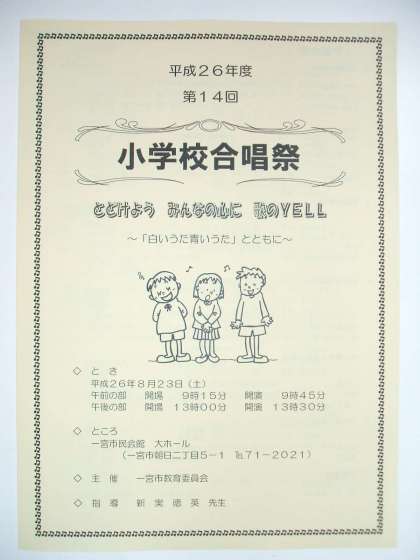 平成26年度
第14回
小学校合唱祭
とどけよう みんなの心に 歌のYELL
～「白いうた青いうた」とともに～
◇ とき
平成26年8月23日(土)
午前の部 開場 9時15分 開演 9時45分
午後の部 開場 13時00分 開演 13時30分
◇ ところ
一宮市民会館 大ホール
(一宮市朝日二丁目5-1 ℡71-2021)
◇ 主催 一宮市教育委員会
◇ 指導 新実徳英 先生